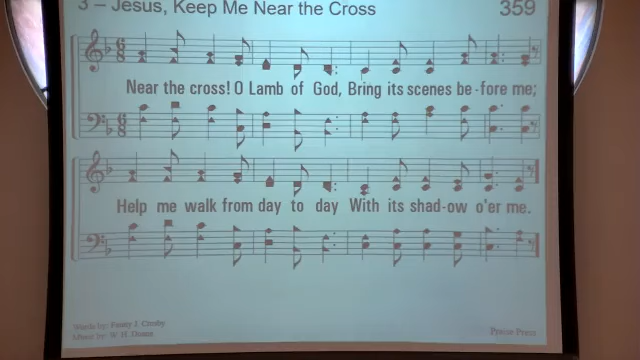 3 – Jesus, Keep Me Near the Cross 359
Near the cross! O Lamb of God, Bring its scenes be-fore me;
Help me walk from day to day With its shad-ow o'er me.
Words by: Fanny J. Crosby
Music by: W. H. Doane
Praise Press